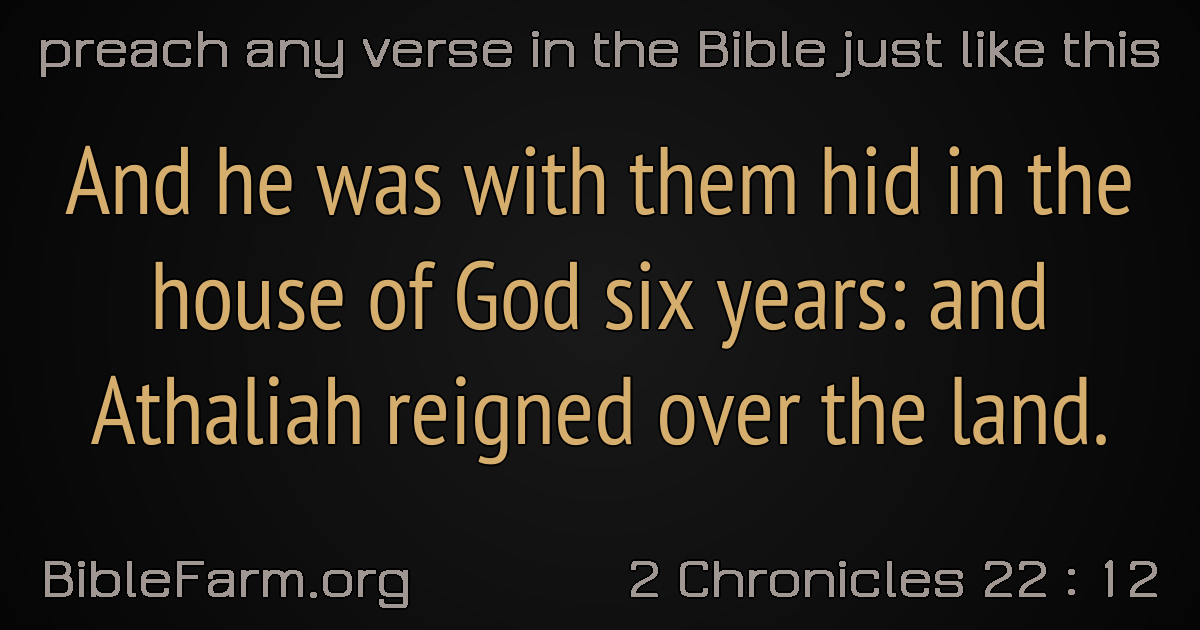 preach any verse in the Bible just like this
And he was with them hid in the
house of God six years: and
Athaliah reigned over the land.
BibleFarm.org
2 Chronicles 22 : 12